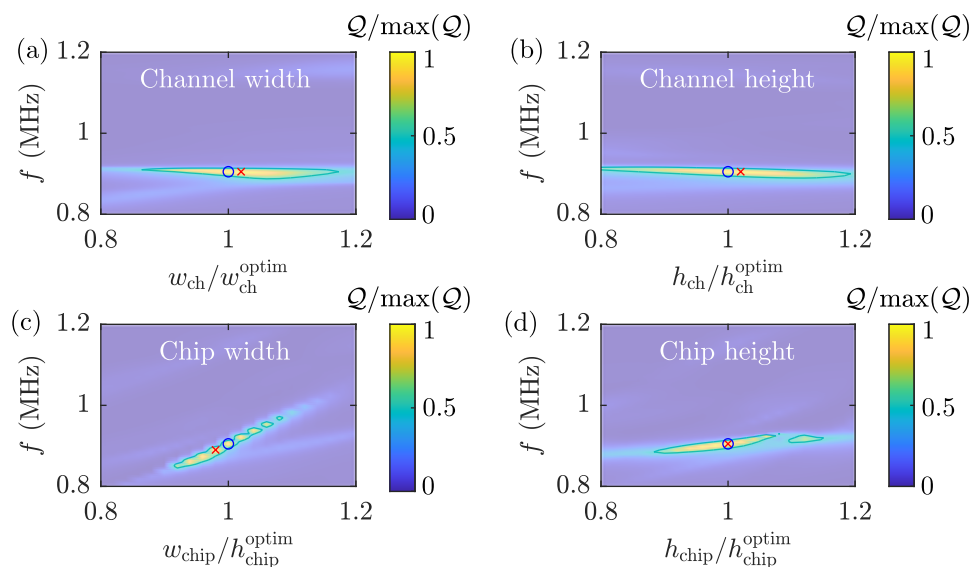 (a)
Q/max(Q)
1.2
1
0.8
f (MHz)
Channel width
0.8
1
1.2
w_ch/w_ch^optim
1
0.5
0
(b)
Q/max(Q)
1.2
1
0.8
f (MHz)
Channel height
0.8
1
1.2
h_ch/h_ch^optim
1
0.5
0
(c)
Q/max(Q)
1.2
1
0.8
f (MHz)
Chip width
0.8
1
1.2
w_chip/h_chip^optim
1
0.5
0
(d)
Q/max(Q)
1.2
1
0.8
f (MHz)
Chip height
0.8
1
1.2
h_chip/h_chip^optim
1
0.5
0